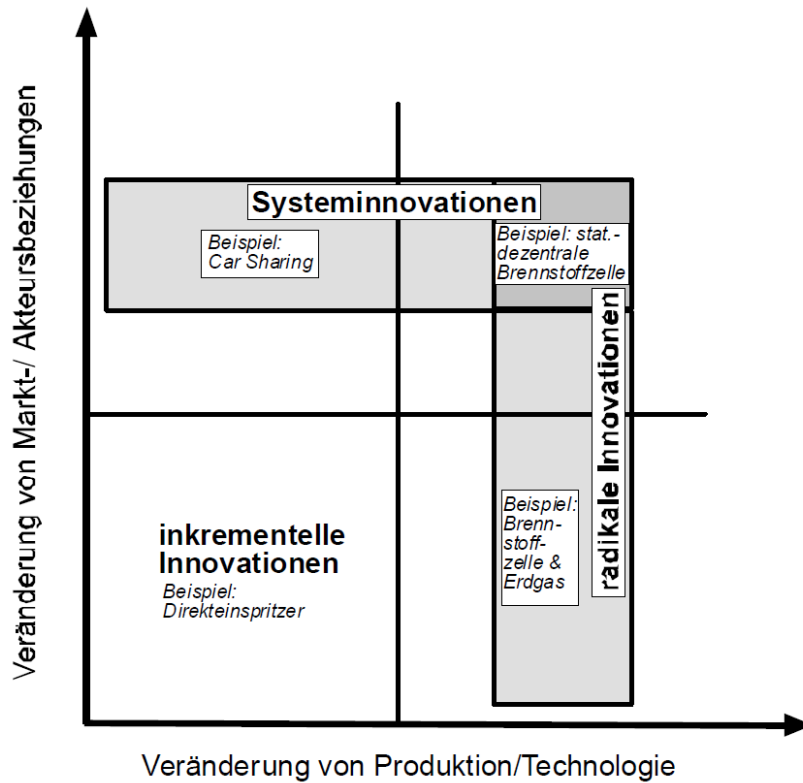 Veränderung von Markt-/ Akteursbeziehungen
Systeminnovationen
Beispiel:
Car Sharing
Beispiel: stat.-
dezentrale
Brennstoffzelle
radikale Innovationen
inkrementelle
Innovationen
Beispiel:
Direkteinspritzer
Beispiel:
Brenn-
stoff-
zelle &
Erdgas
Veränderung von Produktion/Technologie